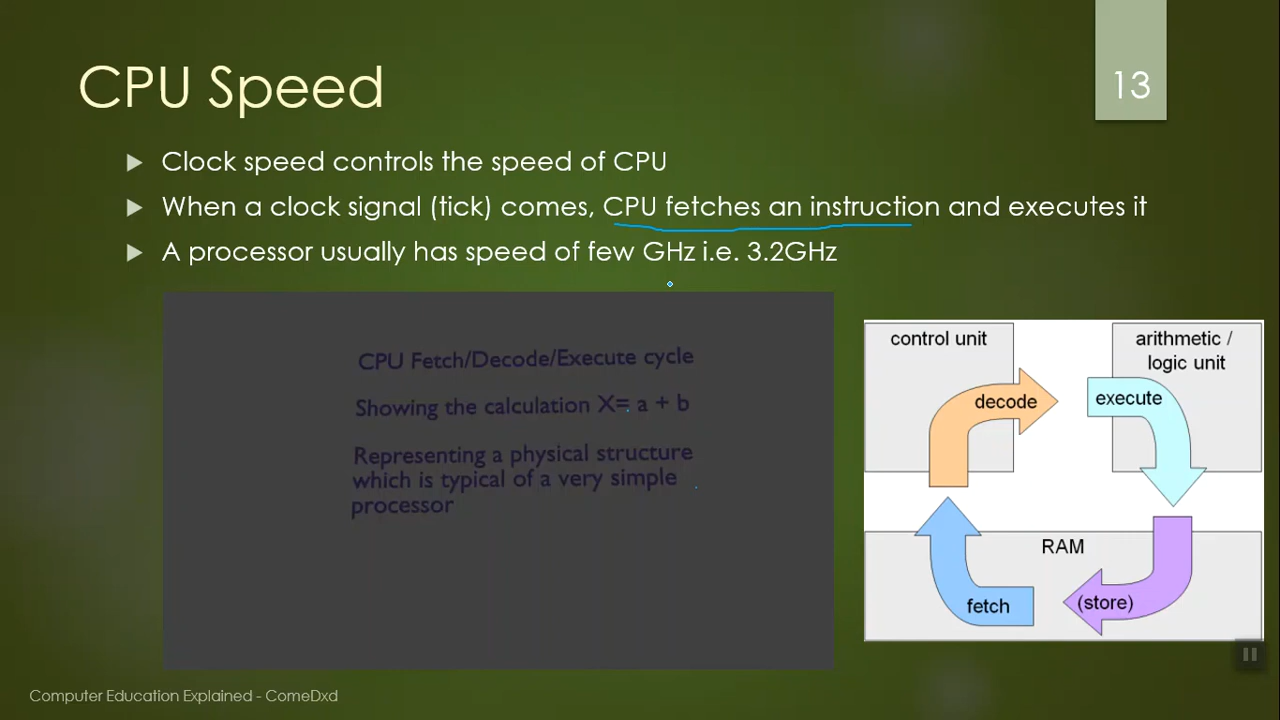 CPU Speed
13
Clock speed controls the speed of CPU
When a clock signal (tick) comes, CPU fetches an instruction and executes it
A processor usually has speed of few GHz i.e. 3.2GHz
CPU Fetch/Decode/Execute cycle
Showing the calculation X= a + b
Representing a physical structure
which is typical of a very simple
processor
control unit
arithmetic /
logic unit
decode
execute
RAM
fetch
(store)
Computer Education Explained - ComeDxd